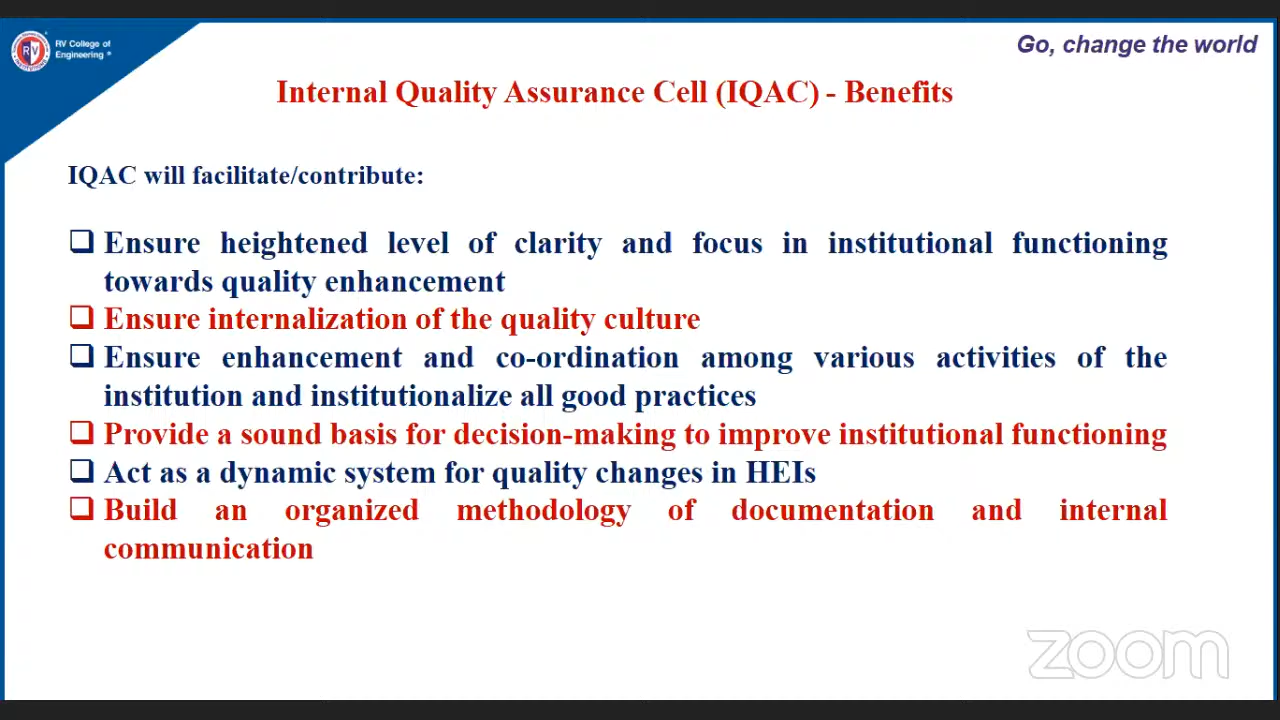 RV College of
Engineering
Go, change the world
Internal Quality Assurance Cell (IQAC) - Benefits
IQAC will facilitate/contribute:
Ensure heightened level of clarity and focus in institutional functioning
towards quality enhancement
Ensure internalization of the quality culture
Ensure enhancement and co-ordination among various activities of the
institution and institutionalize all good practices
Provide a sound basis for decision-making to improve institutional functioning
Act as a dynamic system for quality changes in HEIs
Build an organized methodology of documentation and internal
communication
zoom